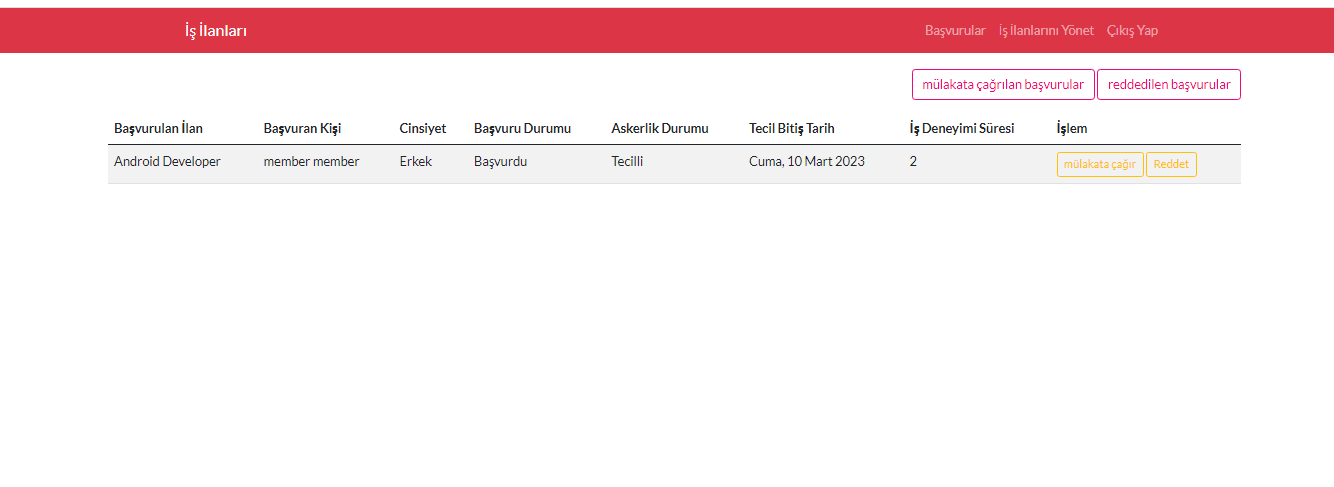 İş İlanları Başvurular İş İlanlarını Yönet Çıkış Yap
mülakata çağrılan başvurular reddedilen başvurular
Başvurulan İlan Başvuran Kişi Cinsiyet Başvuru Durumu Askerlik Durumu Tecil Bitiş Tarih İş Deneyimi Süresi İşlem
Android Developer member member Erkek Başvurdu Tecilli Cuma, 10 Mart 2023 2 mülakata çağır Reddet